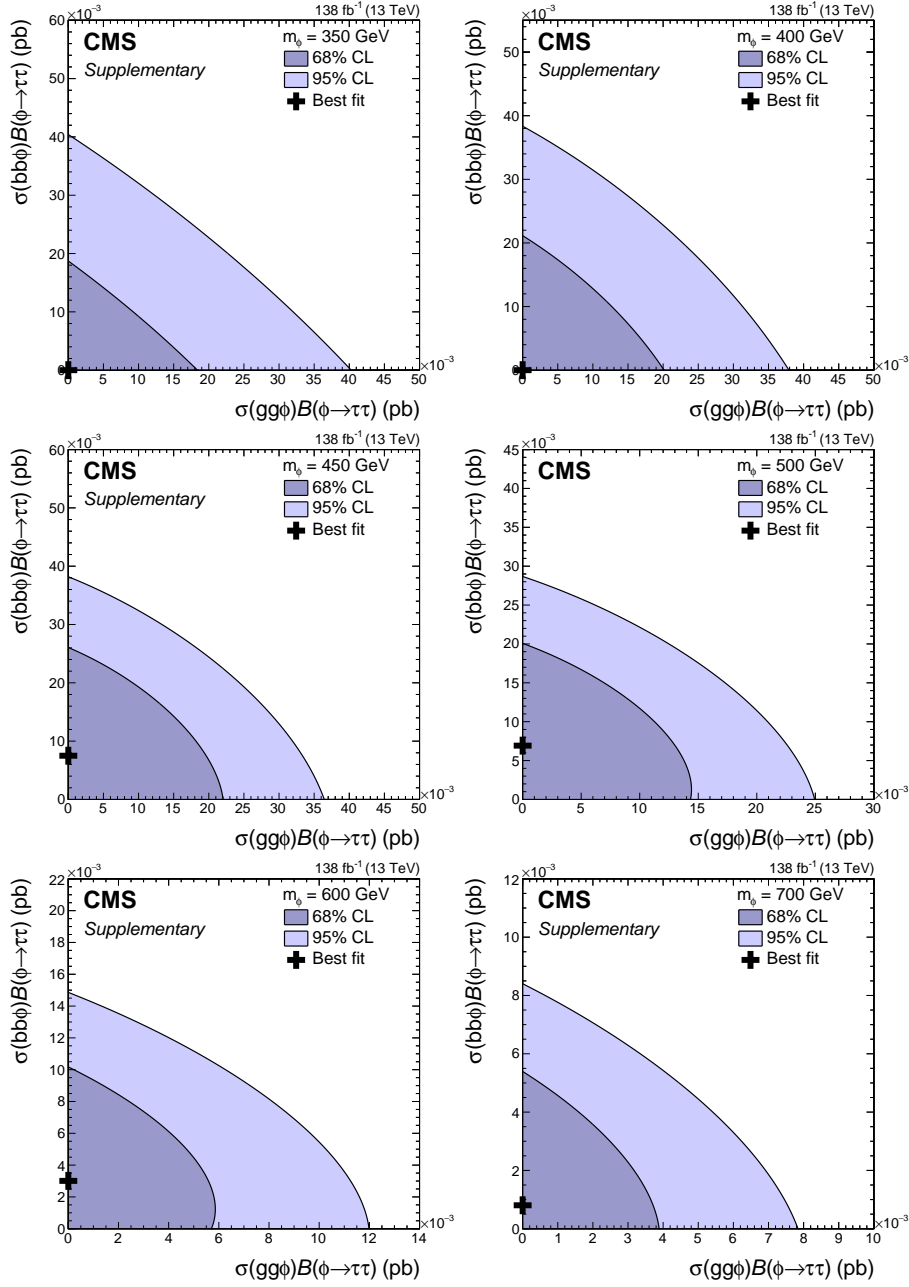 ×10⁻³
138 fb⁻¹ (13 TeV)
CMS
Supplementary
m_ϕ = 350 GeV
68% CL
95% CL
Best fit
σ(bbϕ)B(ϕ→ττ) (pb)
60
50
40
30
20
10
0
0 5 10 15 20 25 30 35 40 45 50
×10⁻³
σ(ggϕ)B(ϕ→ττ) (pb)
×10⁻³
138 fb⁻¹ (13 TeV)
CMS
Supplementary
m_ϕ = 400 GeV
68% CL
95% CL
Best fit
σ(bbϕ)B(ϕ→ττ) (pb)
50
40
30
20
10
0
0 5 10 15 20 25 30 35 40 45 50
×10⁻³
σ(ggϕ)B(ϕ→ττ) (pb)
×10⁻³
138 fb⁻¹ (13 TeV)
CMS
Supplementary
m_ϕ = 450 GeV
68% CL
95% CL
Best fit
σ(bbϕ)B(ϕ→ττ) (pb)
60
50
40
30
20
10
0
0 5 10 15 20 25 30 35 40 45 50
×10⁻³
σ(ggϕ)B(ϕ→ττ) (pb)
×10⁻³
138 fb⁻¹ (13 TeV)
CMS
m_ϕ = 500 GeV
68% CL
95% CL
Best fit
σ(bbϕ)B(ϕ→ττ) (pb)
45
40
35
30
25
20
15
10
5
0
0 5 10 15 20 25 30
×10⁻³
σ(ggϕ)B(ϕ→ττ) (pb)
×10⁻³
138 fb⁻¹ (13 TeV)
CMS
Supplementary
m_ϕ = 600 GeV
68% CL
95% CL
Best fit
σ(bbϕ)B(ϕ→ττ) (pb)
22
20
18
16
14
12
10
8
6
4
2
0
0 2 4 6 8 10 12 14
×10⁻³
σ(ggϕ)B(ϕ→ττ) (pb)
×10⁻³
138 fb⁻¹ (13 TeV)
CMS
Supplementary
m_ϕ = 700 GeV
68% CL
95% CL
Best fit
σ(bbϕ)B(ϕ→ττ) (pb)
12
10
8
6
4
2
0
0 1 2 3 4 5 6 7 8 9 10
×10⁻³
σ(ggϕ)B(ϕ→ττ) (pb)